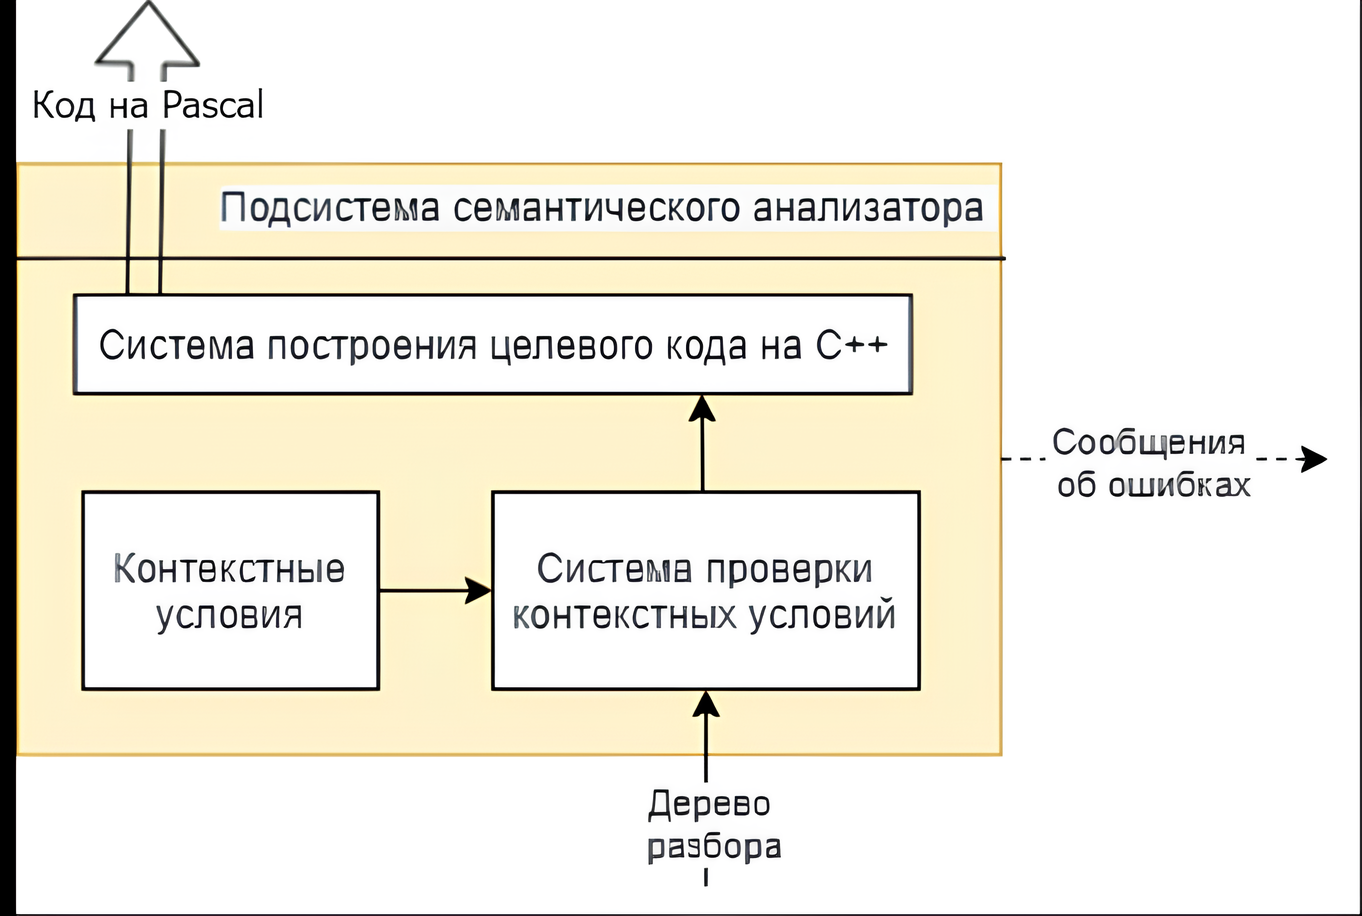 Код на Pascal
Подсистема семантического анализатора
Система построения целевого кода на C++
Сообщения
об ошибках
Контекстные
условия
Система проверки
контекстных условий
Дерево
разбора